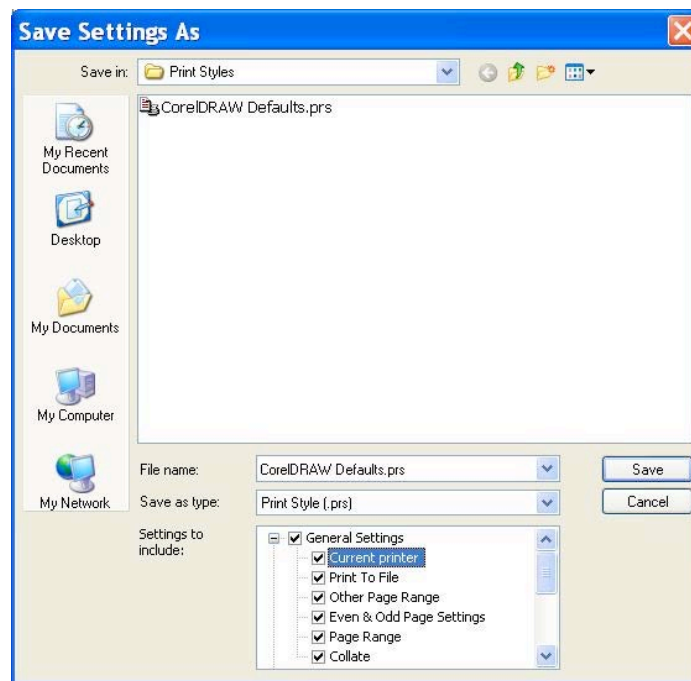 Save Settings As
Save in: Print Styles
CorelDRAW Defaults.prs
My Recent
Documents
Desktop
My Documents
My Computer
My Network
File name: CorelDRAW Defaults.prs Save
Save as type: Print Style (.prs) Cancel
Settings to
include:
General Settings
Current printer
Print To File
Other Page Range
Even & Odd Page Settings
Page Range
Collate